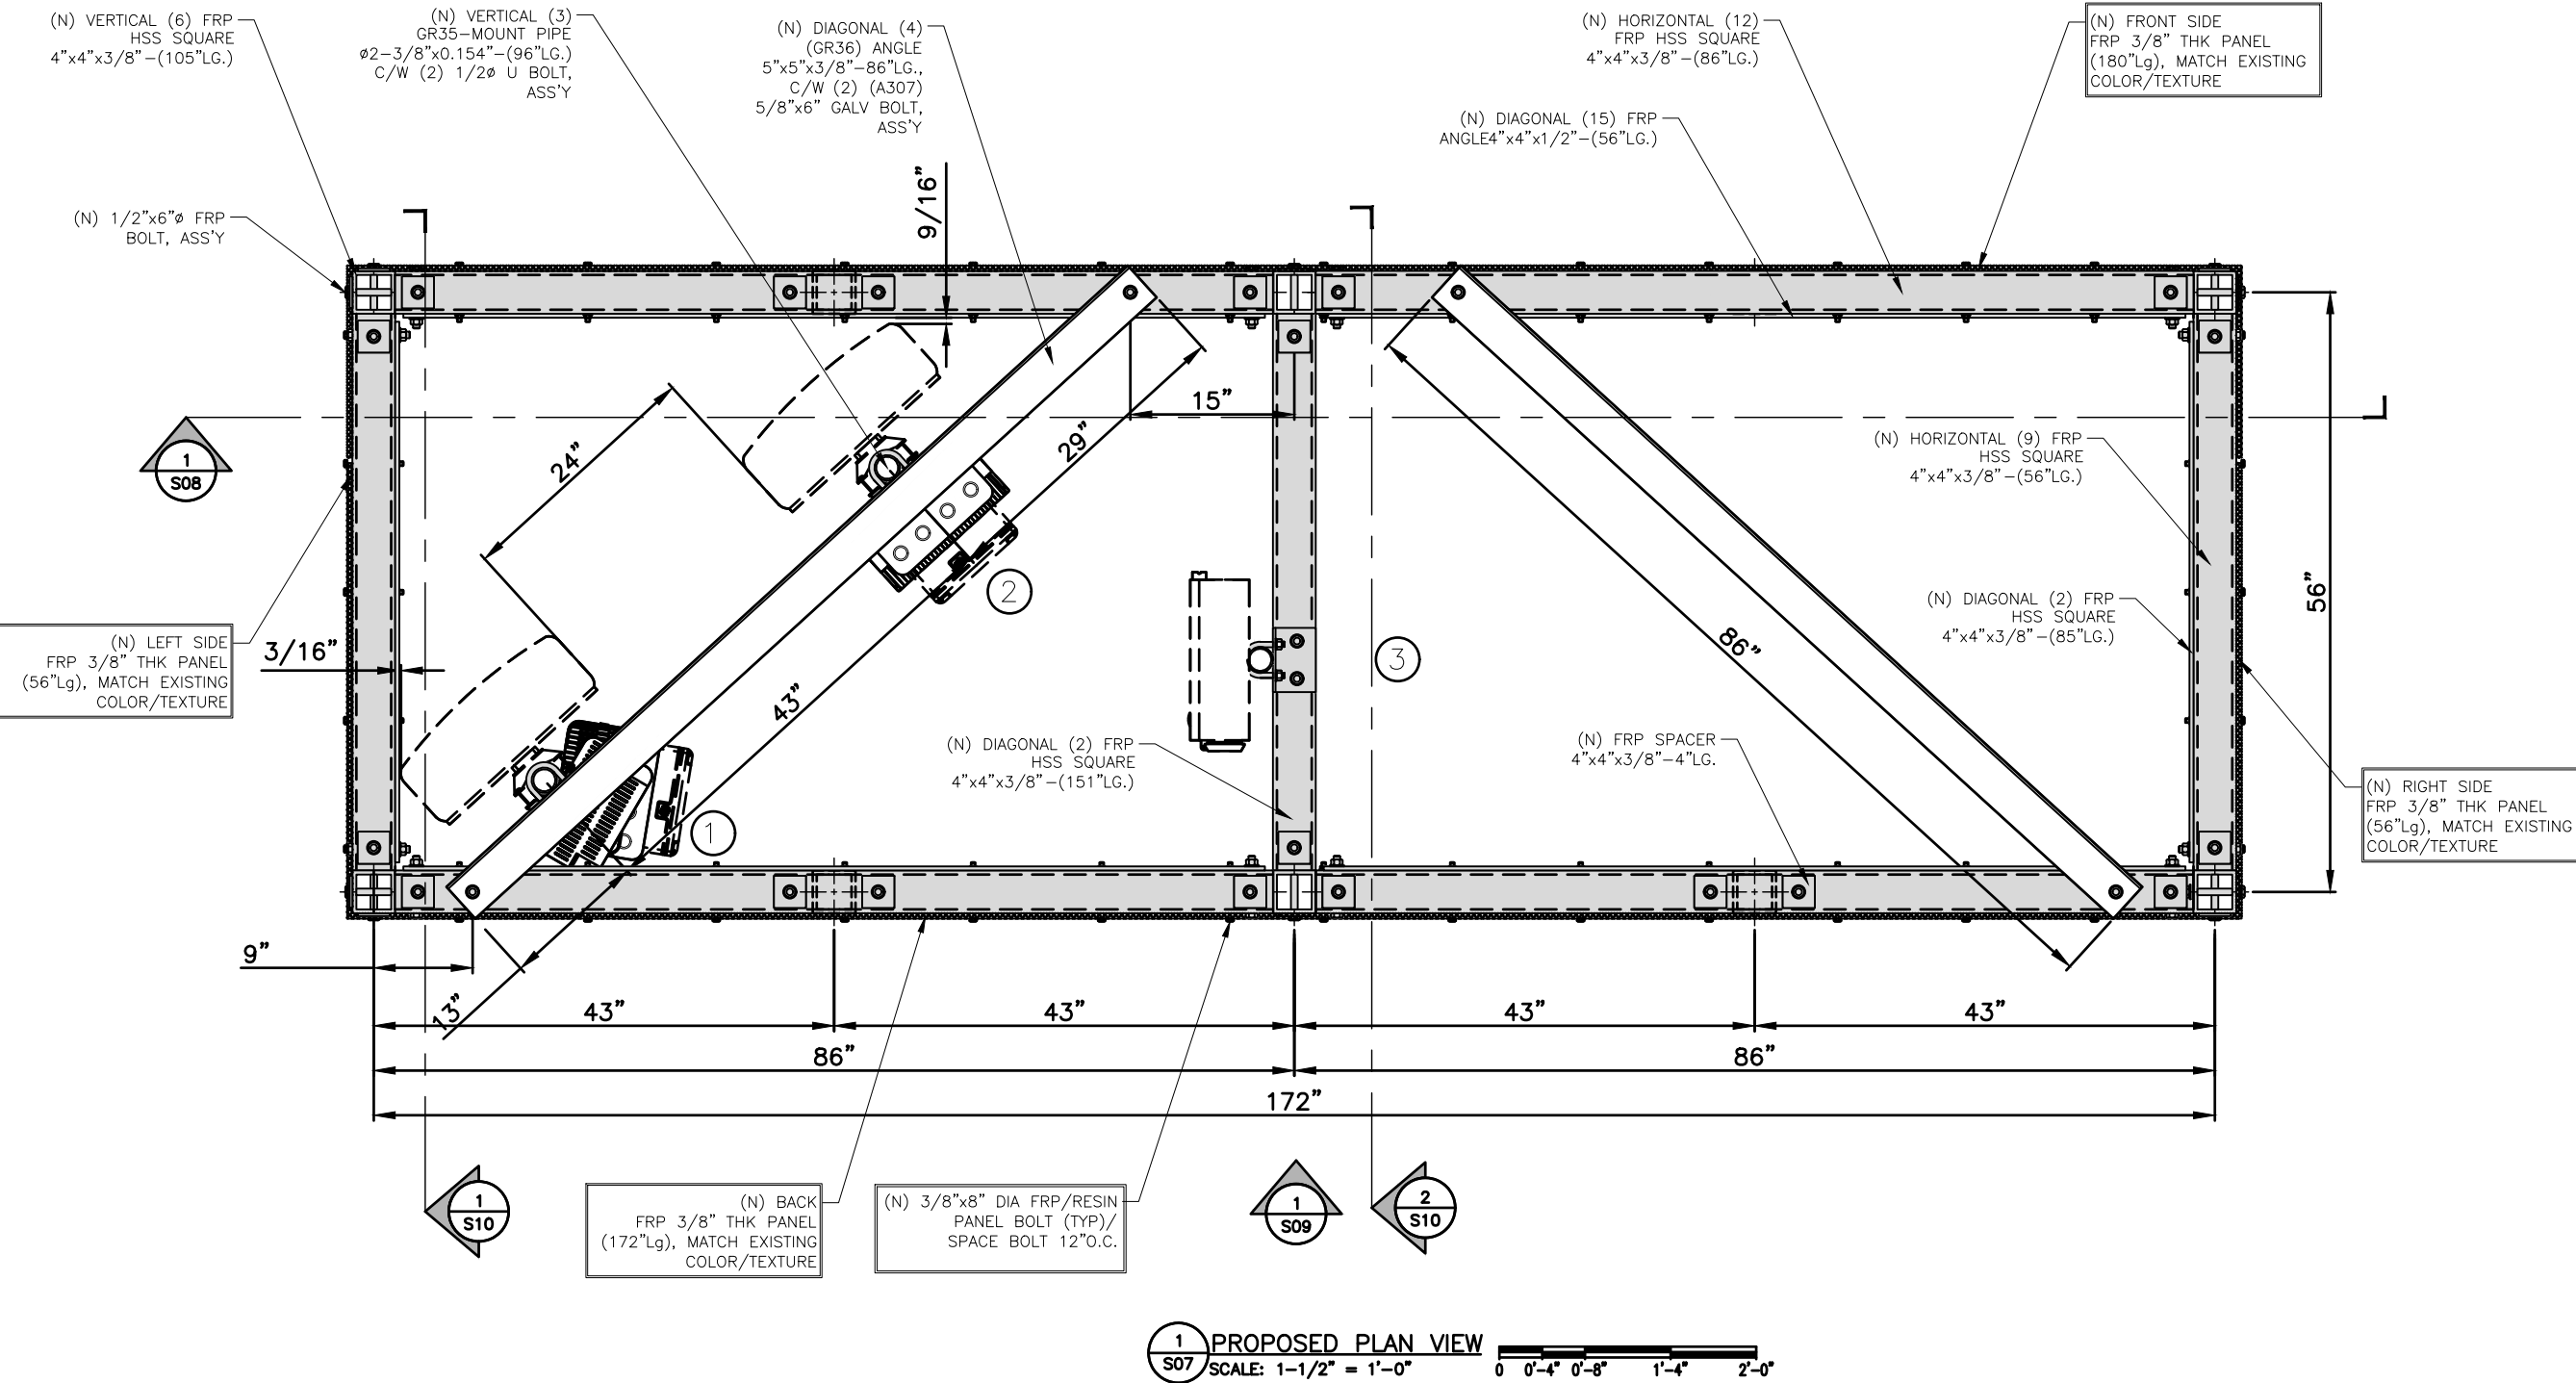 (N) VERTICAL (6) FRP
HSS SQUARE
4"x4"x3/8"-(105"LG.)
(N) VERTICAL (3)
GR35-MOUNT PIPE
ø2-3/8"x0.154"-(96"LG.)
C/W (2) 1/2ø U BOLT,
ASS'Y
(N) DIAGONAL (4)
(GR36) ANGLE
5"x5"x3/8"-86"LG.,
C/W (2) (A307)
5/8"x6" GALV BOLT,
ASS'Y
(N) HORIZONTAL (12)
FRP HSS SQUARE
4"x4"x3/8"-(86"LG.)
(N) FRONT SIDE
FRP 3/8" THK PANEL
(180"Lg), MATCH EXISTING
COLOR/TEXTURE
(N) DIAGONAL (15) FRP
ANGLE4"x4"x1/2"-(56"LG.)
(N) 1/2"x6"ø FRP
BOLT, ASS'Y
9/16"
15"
29"
24"
1
S08
(N) HORIZONTAL (9) FRP
HSS SQUARE
4"x4"x3/8"-(56"LG.)
56"
2
(N) DIAGONAL (2) FRP
HSS SQUARE
4"x4"x3/8"-(85"LG.)
(N) LEFT SIDE
FRP 3/8" THK PANEL
(56"Lg), MATCH EXISTING
COLOR/TEXTURE
3/16"
3
86"
43"
(N) DIAGONAL (2) FRP
HSS SQUARE
4"x4"x3/8"-(151"LG.)
(N) FRP SPACER
4"x4"x3/8"-4"LG.
1
(N) RIGHT SIDE
FRP 3/8" THK PANEL
(56"Lg), MATCH EXISTING
COLOR/TEXTURE
9"
13"
43"
43"
43"
43"
86"
86"
172"
1
S10
(N) BACK
FRP 3/8" THK PANEL
(172"Lg), MATCH EXISTING
COLOR/TEXTURE
(N) 3/8"x8" DIA FRP/RESIN
PANEL BOLT (TYP)/
SPACE BOLT 12"O.C.
1
S09
2
S10
1
S07
PROPOSED PLAN VIEW
SCALE: 1-1/2" = 1'-0"
0 0'-4" 0'-8" 1'-4" 2'-0"